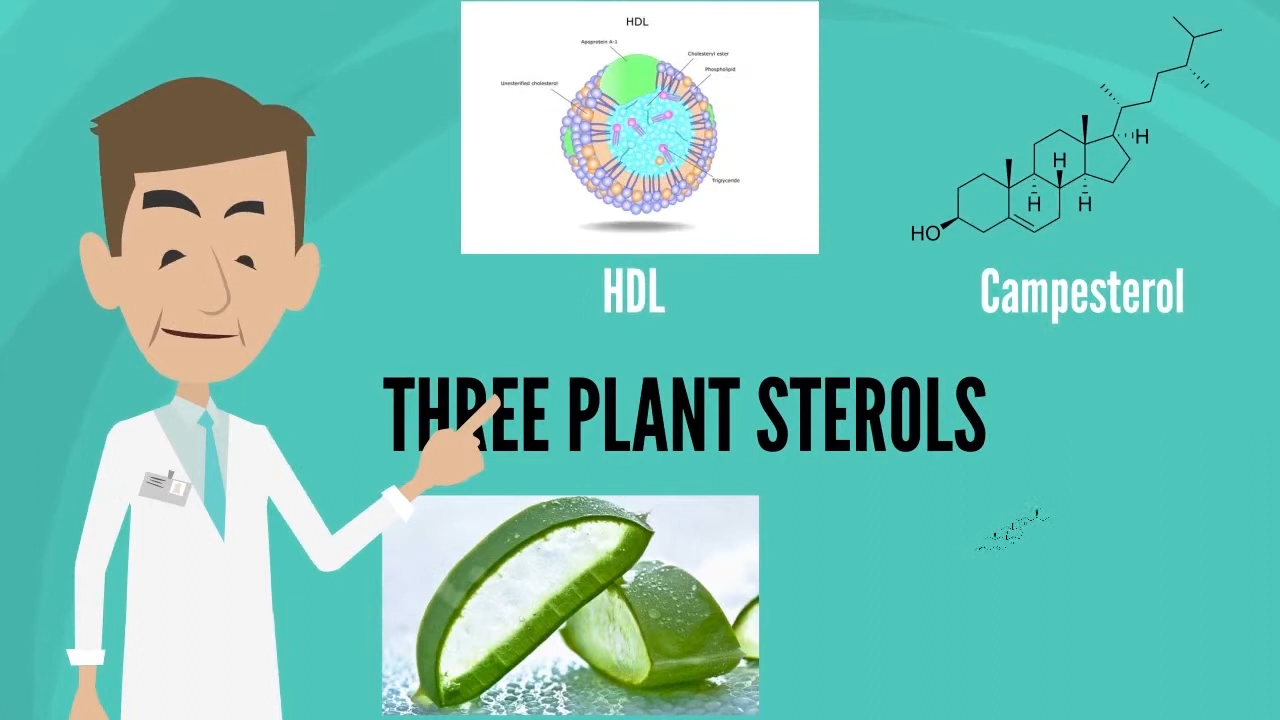 HDL
Apoprotein A-1
Cholesteryl ester
Phospholipid
Unesterified cholesterol
Triglyceride
HDL
H
H
H
H
HO
Campesterol
THREE PLANT STEROLS